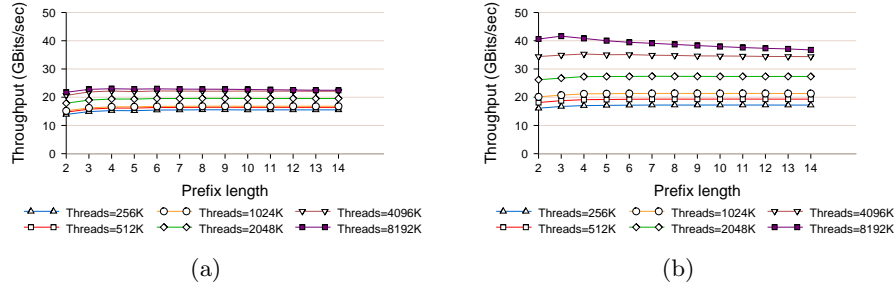 Throughput (GBits/sec)
50
40
30
20
10
0
2 3 4 5 6 7 8 9 10 11 12 13 14
Prefix length
Threads=256K Threads=1024K Threads=4096K
Threads=512K Threads=2048K Threads=8192K
(a)
Throughput (GBits/sec)
50
40
30
20
10
0
2 3 4 5 6 7 8 9 10 11 12 13 14
Prefix length
Threads=256K Threads=1024K Threads=4096K
Threads=512K Threads=2048K Threads=8192K
(b)